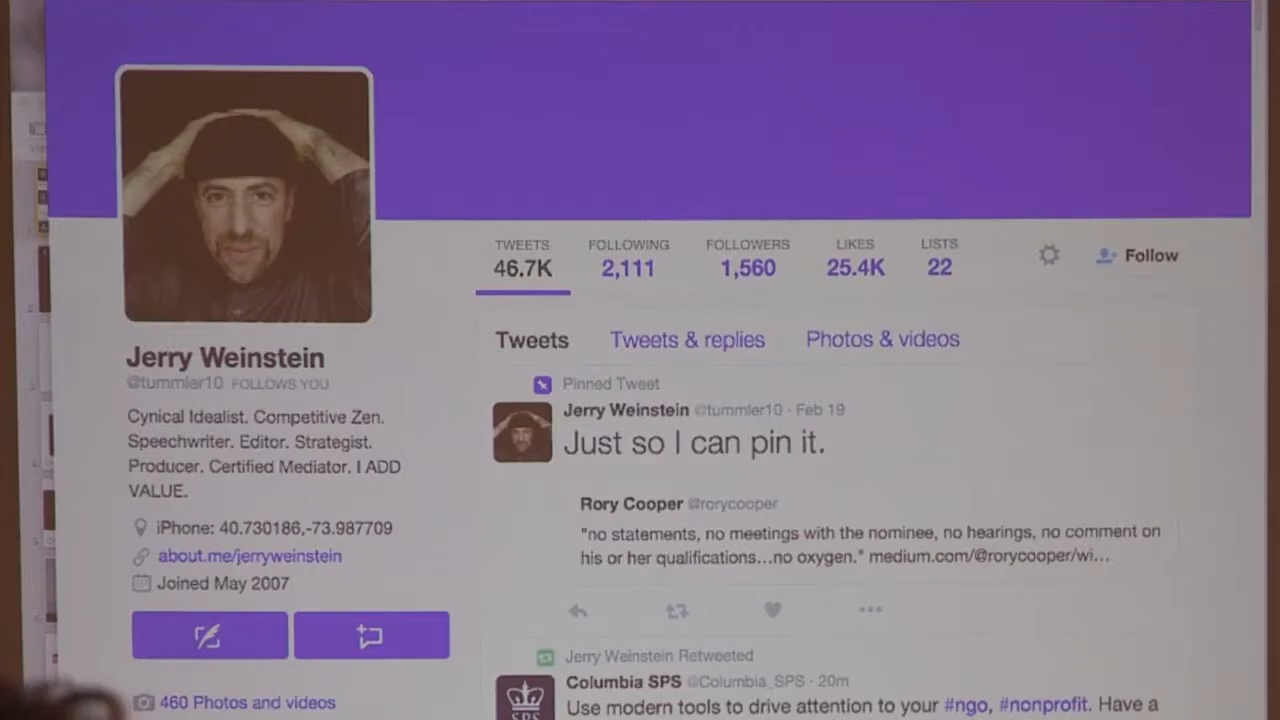 TWEETS FOLLOWING FOLLOWERS LIKES LISTS
46.7K 2,111 1,560 25.4K 22 Follow
Jerry Weinstein
@tummler10 FOLLOWS YOU
Cynical Idealist. Competitive Zen.
Speechwriter. Editor. Strategist.
Producer. Certified Mediator. I ADD
VALUE.
iPhone: 40.730186,-73.987709
about.me/jerryweinstein
Joined May 2007
460 Photos and videos
Tweets Tweets & replies Photos & videos
Pinned Tweet
Jerry Weinstein @tummler10 · Feb 19
Just so I can pin it.
Rory Cooper @rorycooper
"no statements, no meetings with the nominee, no hearings, no comment on
his or her qualifications...no oxygen." medium.com/@rorycooper/wi...
Jerry Weinstein Retweeted
Columbia SPS @Columbia_SPS · 20m
SPS
Use modern tools to drive attention to your #ngo, #nonprofit. Have a